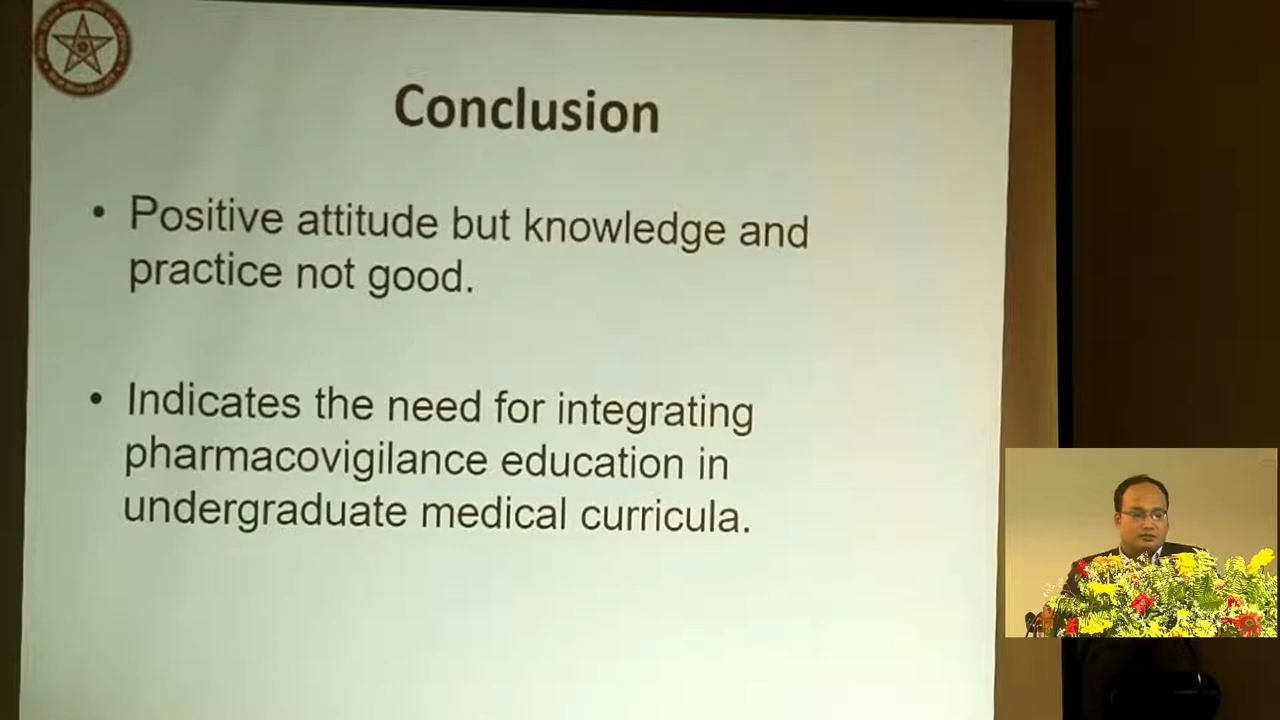 Conclusion
• Positive attitude but knowledge and
practice not good.
• Indicates the need for integrating
pharmacovigilance education in
undergraduate medical curricula.